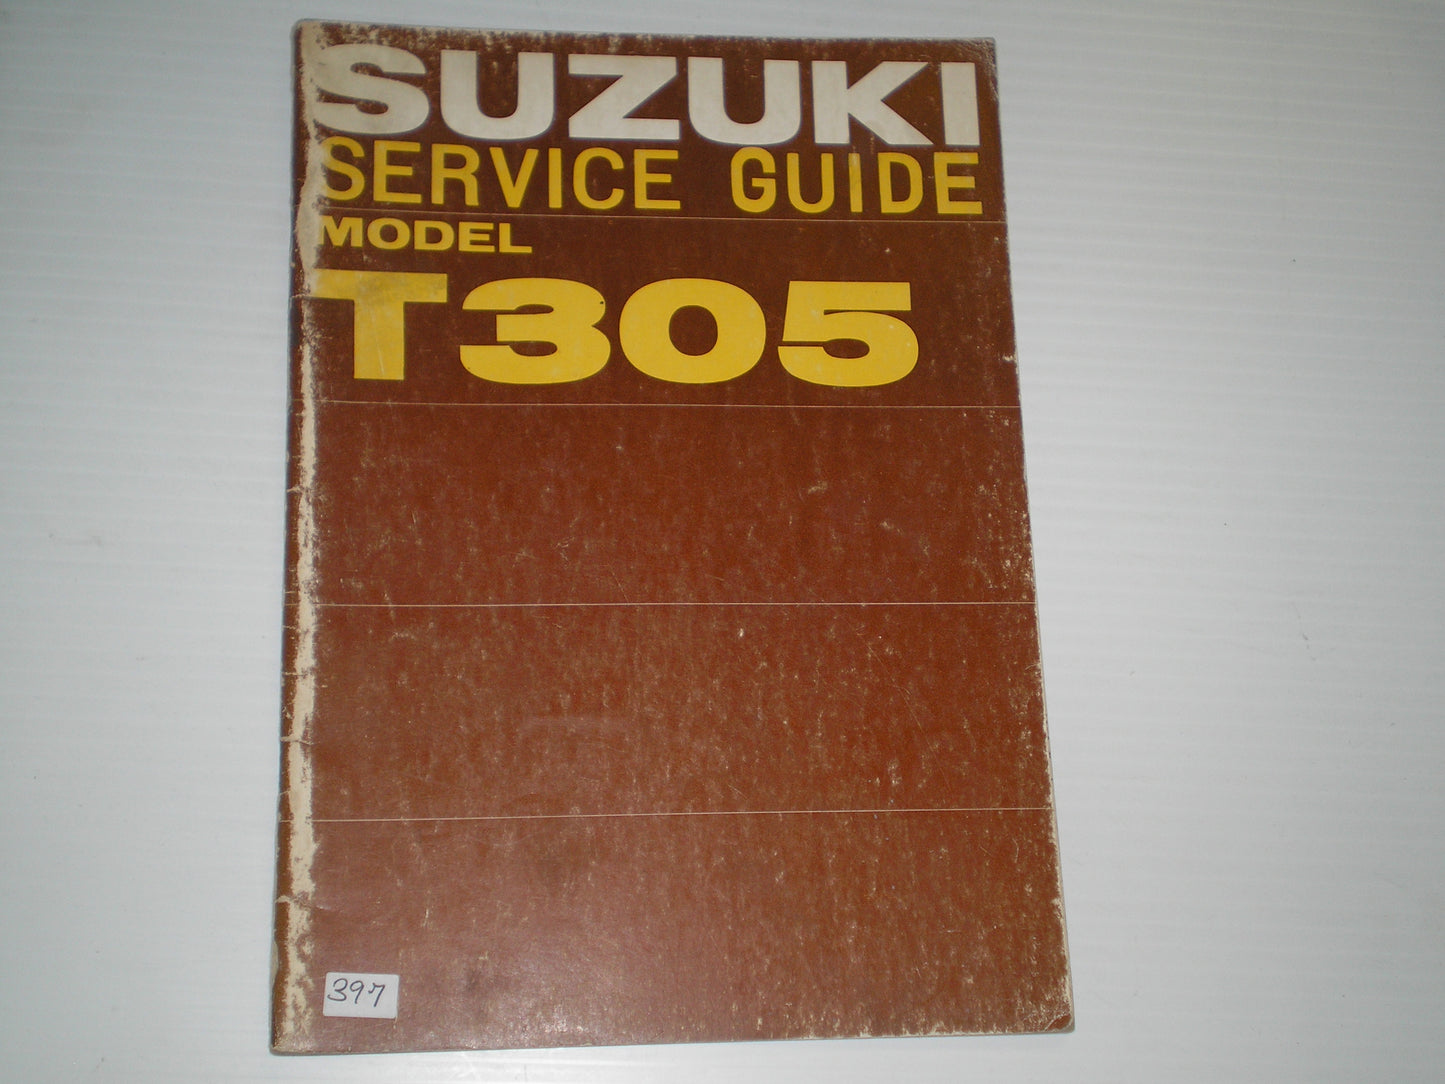 SUZUKI
SERVICE GUIDE
MODEL
T305
397